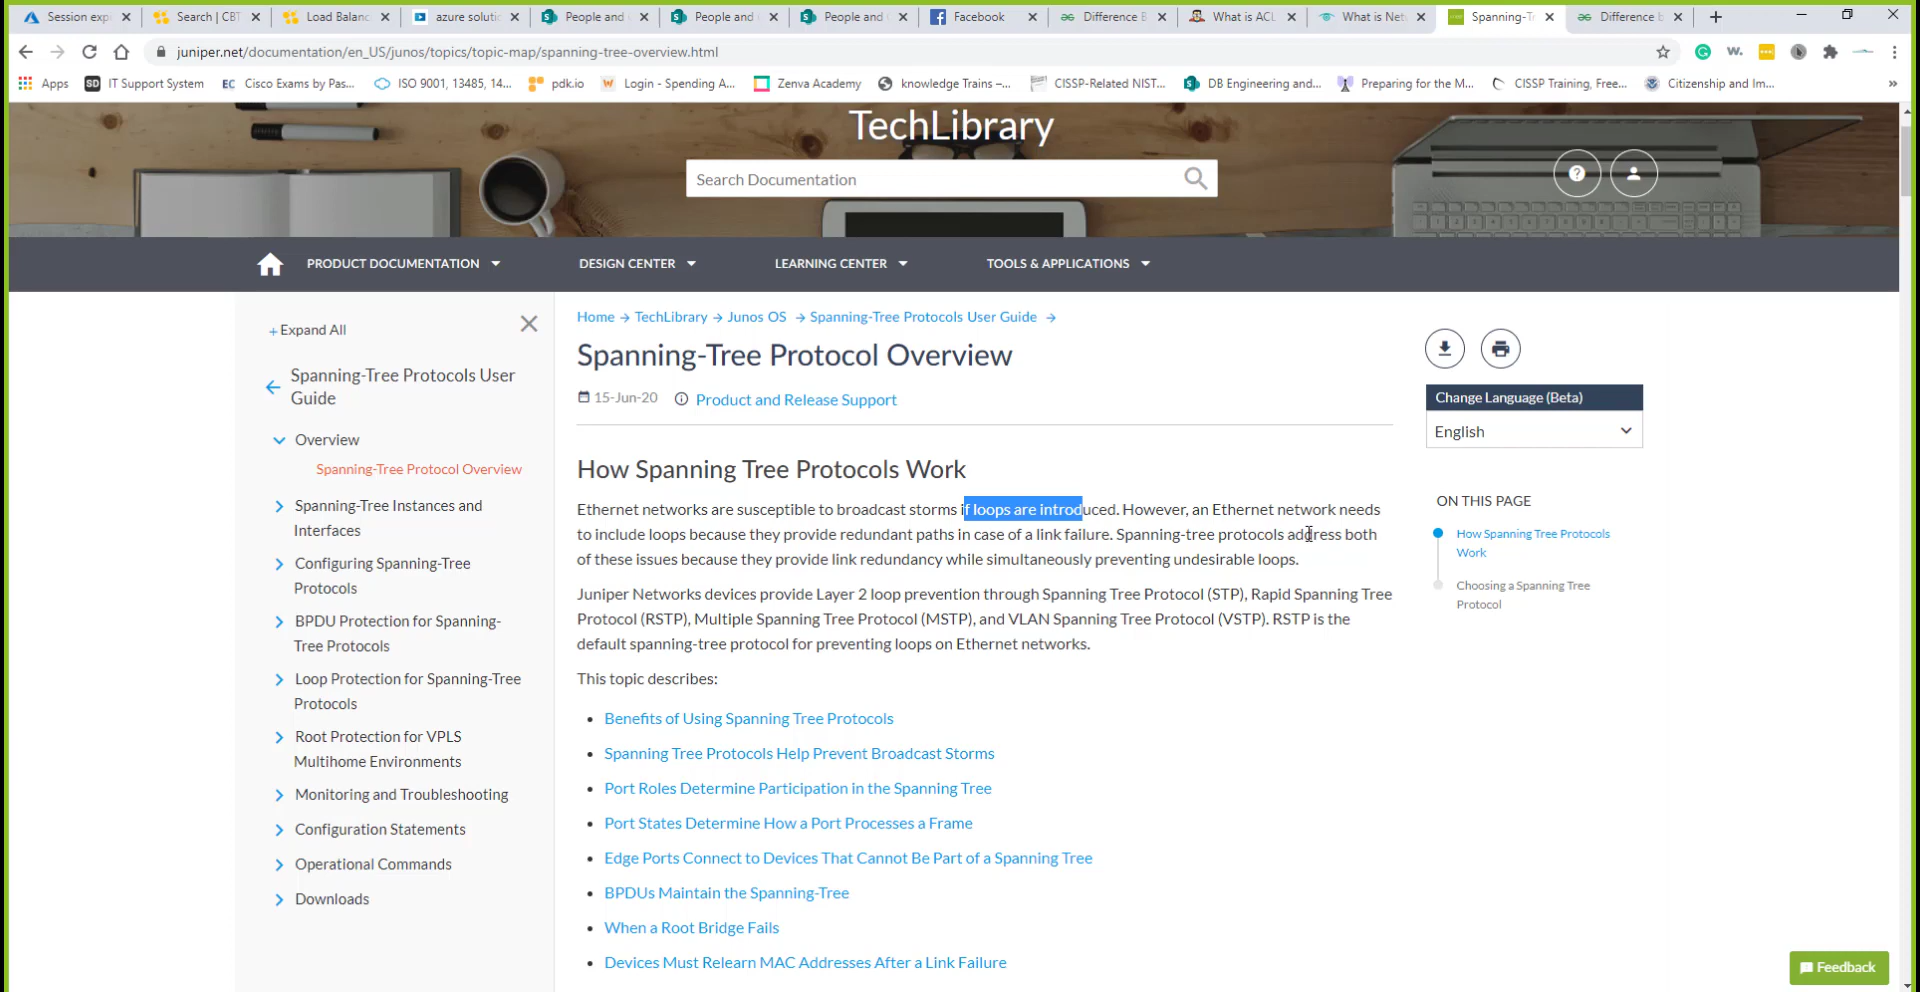 Session exp
Search | CBT
Load Balanc
azure solutio
People and
People and
People and
Facebook
Difference B
What is ACL
What is Net
Spanning-Tr
Difference b
juniper.net/documentation/en_US/junos/topics/topic-map/spanning-tree-overview.html
Apps
SD IT Support System
EC Cisco Exams by Pas...
ISO 9001, 13485, 14...
pdk.io
W Login - Spending A...
Zenva Academy
knowledge Trains –...
CISSP-Related NIST...
DB Engineering and...
Preparing for the M...
CISSP Training, Free...
Citizenship and Im...
TechLibrary
Search Documentation
PRODUCT DOCUMENTATION
DESIGN CENTER
LEARNING CENTER
TOOLS & APPLICATIONS
+ Expand All
Spanning-Tree Protocols User
Guide
Overview
Spanning-Tree Protocol Overview
Spanning-Tree Instances and
Interfaces
Configuring Spanning-Tree
Protocols
BPDU Protection for Spanning-
Tree Protocols
Loop Protection for Spanning-Tree
Protocols
Root Protection for VPLS
Multihome Environments
Monitoring and Troubleshooting
Configuration Statements
Operational Commands
Downloads
Home → TechLibrary → Junos OS → Spanning-Tree Protocols User Guide →
Spanning-Tree Protocol Overview
15-Jun-20 Product and Release Support
How Spanning Tree Protocols Work
Ethernet networks are susceptible to broadcast storms if loops are introduced. However, an Ethernet network needs
to include loops because they provide redundant paths in case of a link failure. Spanning-tree protocols address both
of these issues because they provide link redundancy while simultaneously preventing undesirable loops.
Juniper Networks devices provide Layer 2 loop prevention through Spanning Tree Protocol (STP), Rapid Spanning Tree
Protocol (RSTP), Multiple Spanning Tree Protocol (MSTP), and VLAN Spanning Tree Protocol (VSTP). RSTP is the
default spanning-tree protocol for preventing loops on Ethernet networks.
This topic describes:
• Benefits of Using Spanning Tree Protocols
• Spanning Tree Protocols Help Prevent Broadcast Storms
• Port Roles Determine Participation in the Spanning Tree
• Port States Determine How a Port Processes a Frame
• Edge Ports Connect to Devices That Cannot Be Part of a Spanning Tree
• BPDUs Maintain the Spanning-Tree
• When a Root Bridge Fails
• Devices Must Relearn MAC Addresses After a Link Failure
Change Language (Beta)
English
ON THIS PAGE
How Spanning Tree Protocols
Work
Choosing a Spanning Tree
Protocol
Feedback